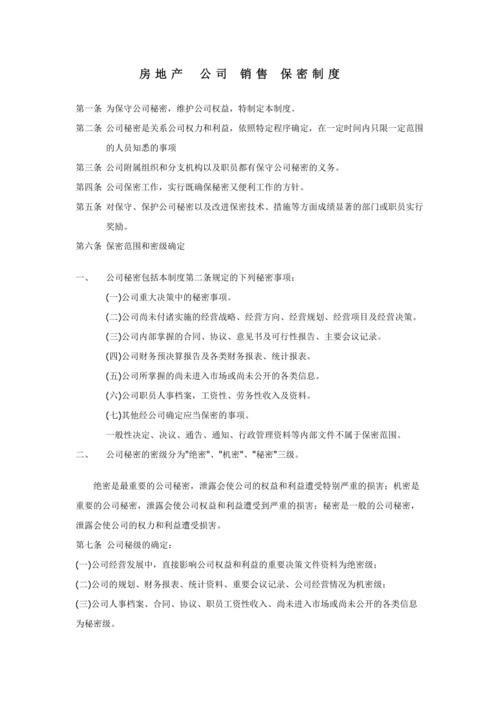 房 地 产 公 司 销 售 保 密 制 度
第一条 为保守公司秘密，维护公司权益，特制定本制度。
第二条 公司秘密是关系公司权力和利益，依照特定程序确定，在一定时间内只限一定范围
的人员知悉的事项
第三条 公司附属组织和分支机构以及职员都有保守公司秘密的义务。
第四条 公司保密工作，实行既确保秘密又便利工作的方针。
第五条 对保守、保护公司秘密以及改进保密技术、措施等方面成绩显著的部门或职员实行
奖励。
第六条 保密范围和密级确定
一、 公司秘密包括本制度第二条规定的下列秘密事项：
(一)公司重大决策中的秘密事项。
(二)公司尚未付诸实施的经营战略、经营方向、经营规划、经营项目及经营决策。
(三)公司内部掌握的合同、协议、意见书及可行性报告、主要会议记录。
(四)公司财务预决算报告及各类财务报表、统计报表。
(五)公司所掌握的尚未进入市场或尚未公开的各类信息。
(六)公司职员人事档案，工资性、劳务性收入及资料。
(七)其他经公司确定应当保密的事项。
一般性决定、决议、通告、通知、行政管理资料等内部文件不属于保密范围。
二、 公司秘密的密级分为"绝密"、"机密"、"秘密"三级。
绝密是最重要的公司秘密，泄露会使公司的权益和利益遭受特别严重的损害；机密是
重要的公司秘密，泄露会使公司权益和利益遭受到严重的损害；秘密是一般的公司秘密，
泄露会使公司的权力和利益遭受损害。
第七条 公司秘级的确定：
(一)公司经营发展中，直接影响公司权益和利益的重要决策文件资料为绝密级；
(二)公司的规划、财务报表、统计资料、重要会议记录、公司经营情况为机密级；
(三)公司人事档案、合同、协议、职员工资性收入、尚未进入市场或尚未公开的各类信息
为秘密级。